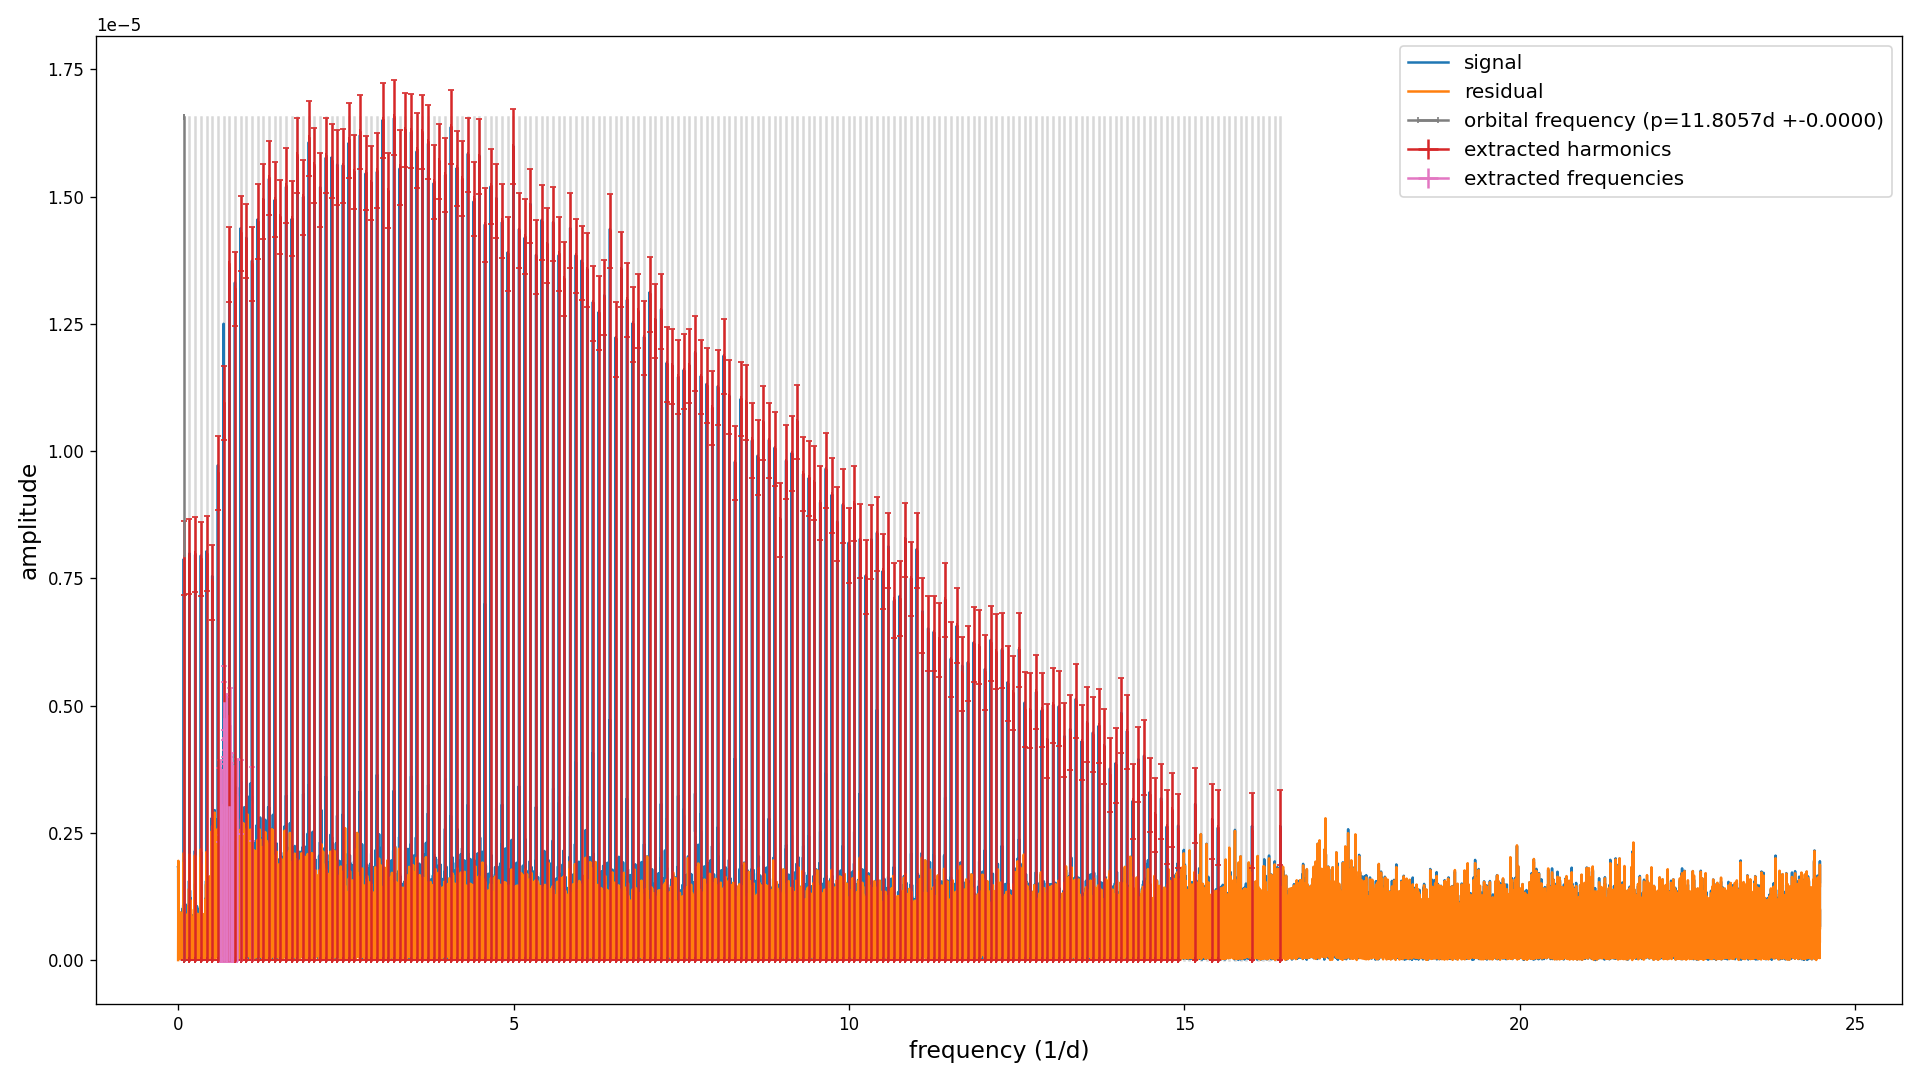 1e−5
1.75
1.50
1.25
1.00
0.75
0.50
0.25
0.00
amplitude
0
5
10
15
20
25
frequency (1/d)
signal
residual
orbital frequency (p=11.8057d +-0.0000)
extracted harmonics
extracted frequencies